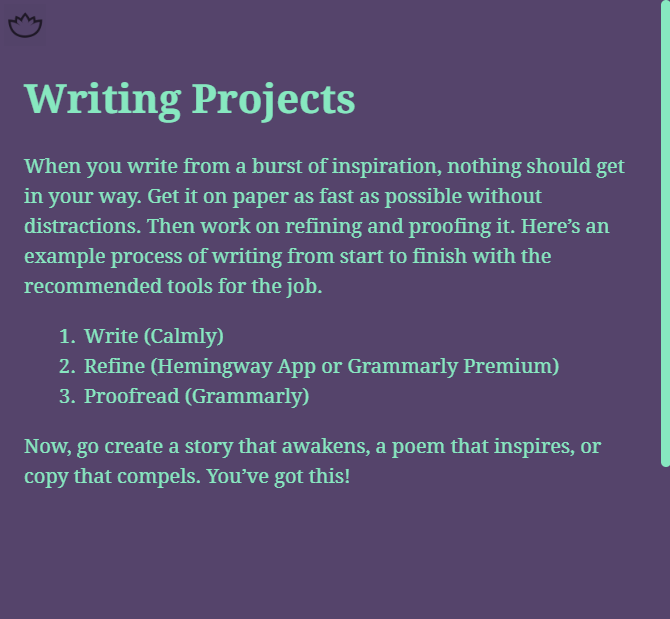 Writing Projects
When you write from a burst of inspiration, nothing should get
in your way. Get it on paper as fast as possible without
distractions. Then work on refining and proofing it. Here’s an
example process of writing from start to finish with the
recommended tools for the job.
1. Write (Calmly)
2. Refine (Hemingway App or Grammarly Premium)
3. Proofread (Grammarly)
Now, go create a story that awakens, a poem that inspires, or
copy that compels. You’ve got this!